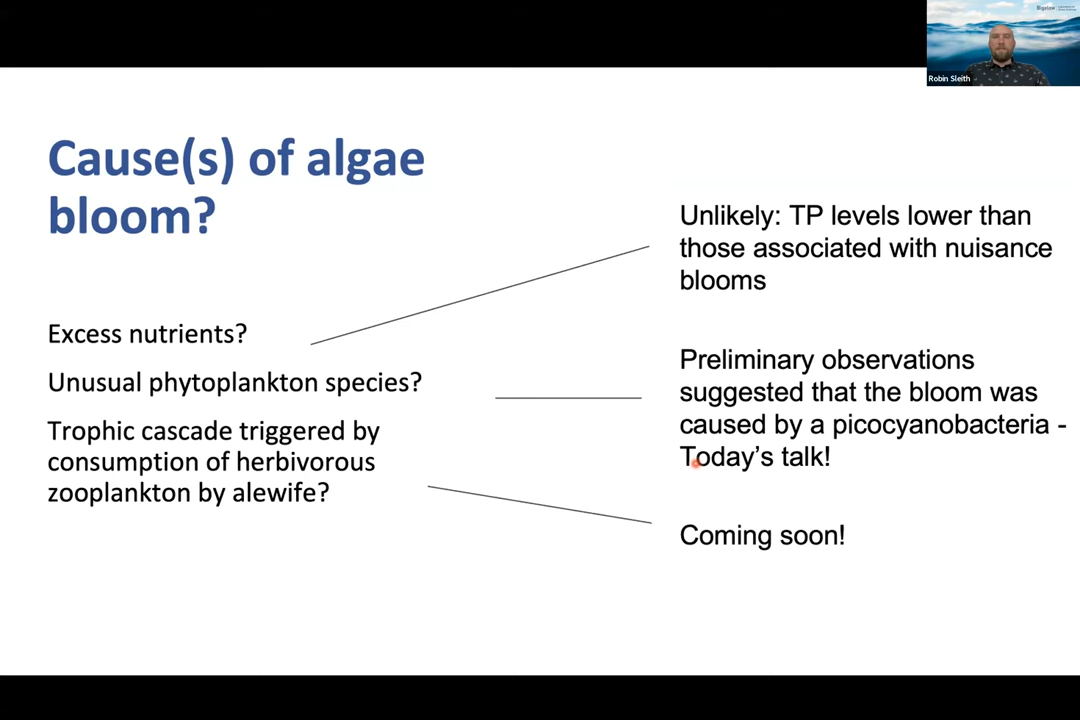 Bigelow
Robin Sleith
Cause(s) of algae
bloom?
Excess nutrients?
Unusual phytoplankton species?
Trophic cascade triggered by
consumption of herbivorous
zooplankton by alewife?
Unlikely: TP levels lower than
those associated with nuisance
blooms
Preliminary observations
suggested that the bloom was
caused by a picocyanobacteria -
Today's talk!
Coming soon!